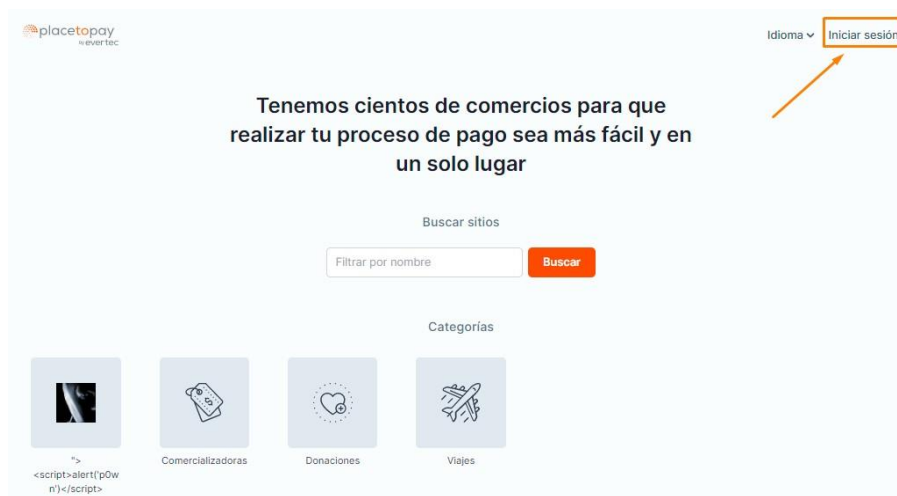 placetopay
by evertec
Idioma
Iniciar sesión
Tenemos cientos de comercios para que
realizar tu proceso de pago sea más fácil y en
un solo lugar
Buscar sitios
Filtrar por nombre
Buscar
Categorías
">
<script>alert('p0w
n')</script>
Comercializadoras
Donaciones
Viajes